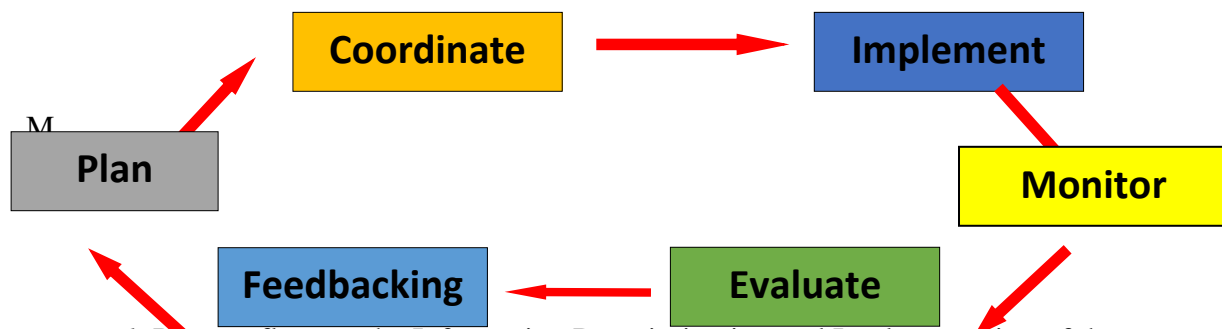 Coordinate
Implement
M
Plan
Monitor
Feedbacking
Evaluate